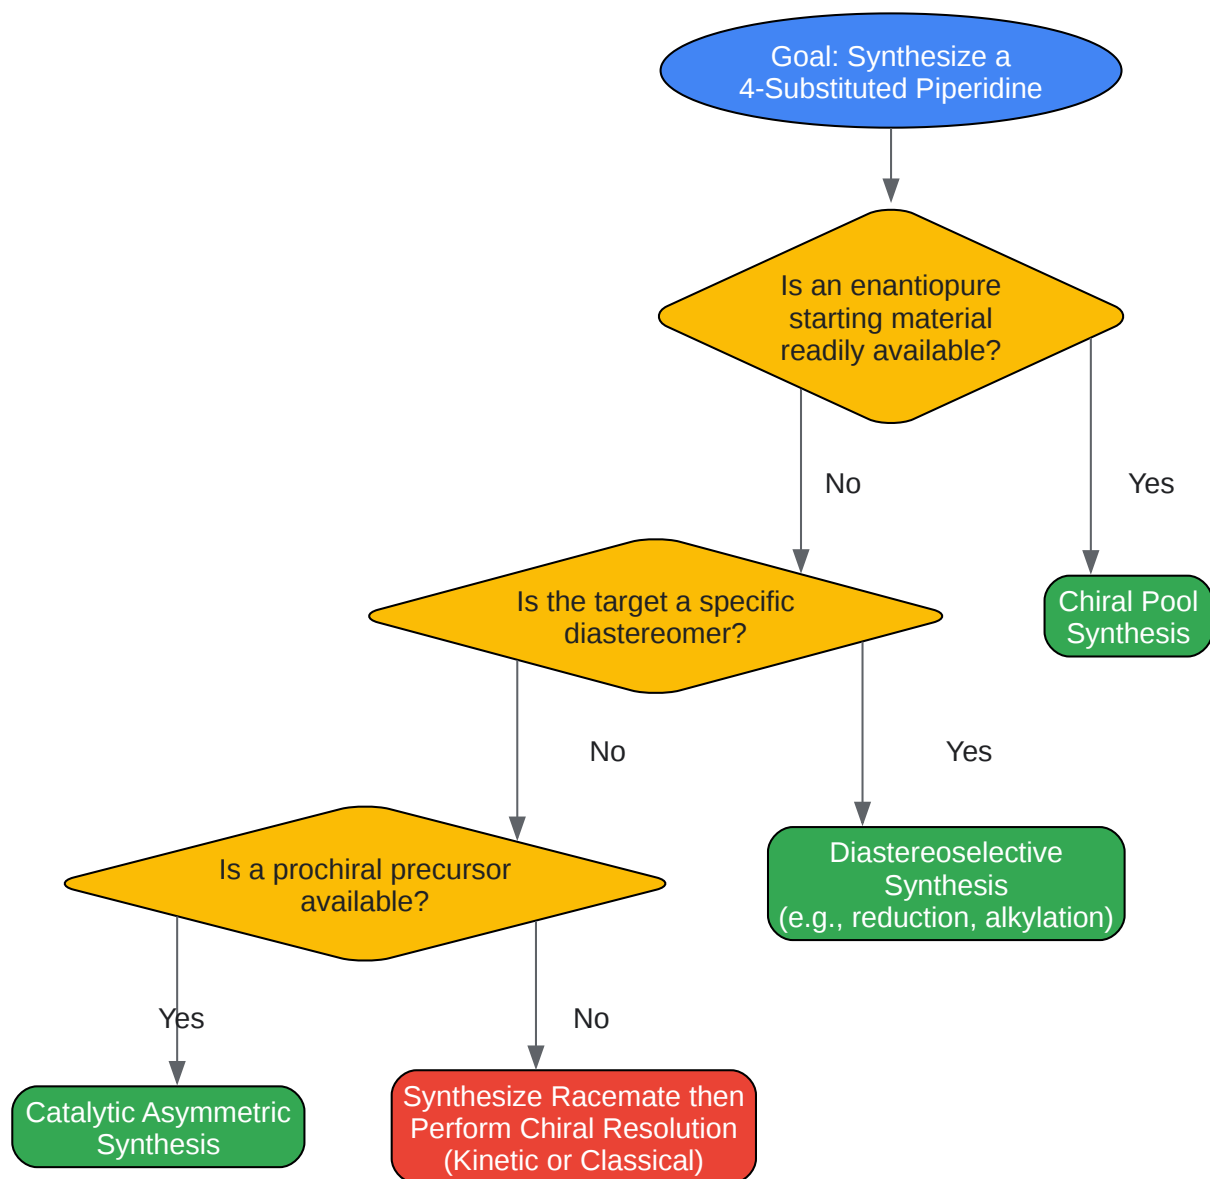 Goal: Synthesize a
4-Substituted Piperidine
Is an enantiopure
starting material
readily available?
No
Yes
Is the target a specific
diastereomer?
Chiral Pool
Synthesis
No
Yes
Is a prochiral precursor
available?
Diastereoselective
Synthesis
(e.g., reduction, alkylation)
Yes
No
Catalytic Asymmetric
Synthesis
Synthesize Racemate then
Perform Chiral Resolution
(Kinetic or Classical)